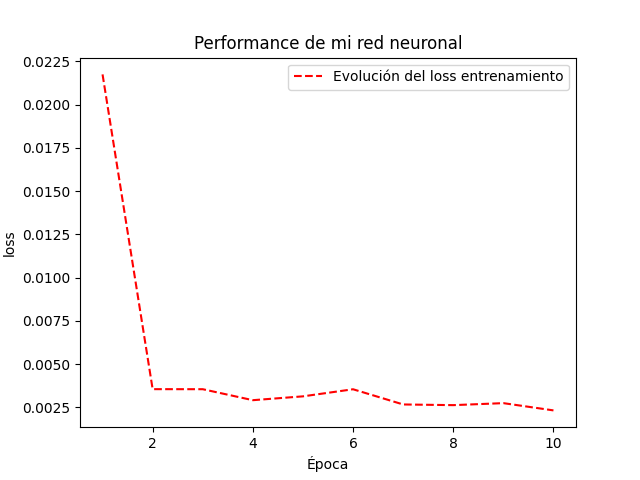 Performance de mi red neuronal
Evolución del loss entrenamiento
0.0225
0.0200
0.0175
0.0150
0.0125
0.0100
0.0075
0.0050
0.0025
loss
2 4 6 8 10
Época